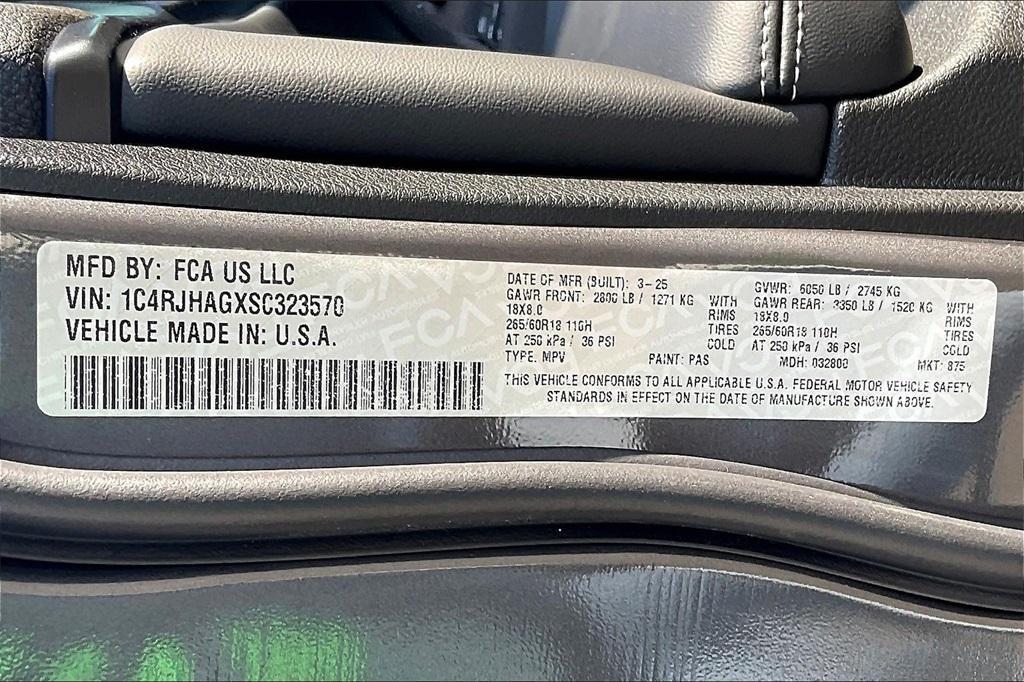 MFD BY: FCA US LLC
VIN: 1C4RJHAGXSC323570
VEHICLE MADE IN: U.S.A.
DATE OF MFR (BUILT): 3-25
GAWR FRONT: 2800 LB / 1271 KG WITH
18X8.0 RIMS
265/60R18 110H TIRES
AT 250 kPa / 36 PSI COLD
TYPE: MPV PAINT: PAS
GVWR: 6050 LB / 2745 KG
GAWR REAR: 3350 LB / 1520 KG WITH
18X8.0 RIMS
265/60R18 110H TIRES
AT 250 kPa / 36 PSI COLD
MDH: 032800 MKT: 875
THIS VEHICLE CONFORMS TO ALL APPLICABLE U.S.A. FEDERAL MOTOR VEHICLE SAFETY
STANDARDS IN EFFECT ON THE DATE OF MANUFACTURE SHOWN ABOVE.